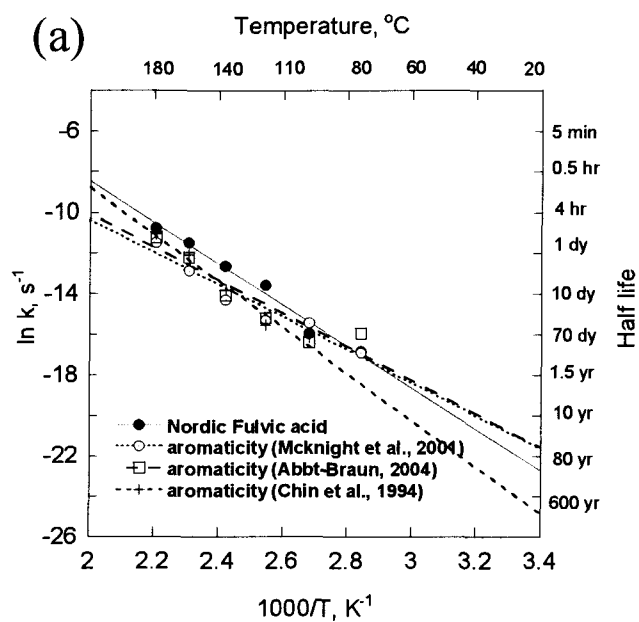 (a)
Temperature, °C
180 160 140 120 100 80 60 40 20
-6
-10
-14
-18
-22
-26
ln k, s-1
5 min
0.5 hr
4 hr
1 dy
10 dy
70 dy
1.5 yr
10 yr
80 yr
600 yr
Half life
Nordic Fulvic acid
aromaticity (Mcknight et al., 2001)
aromaticity (Abbt-Braun, 2004)
aromaticity (Chin et al., 1994)
2 2.2 2.4 2.6 2.8 3 3.2 3.4
1000/T, K-1